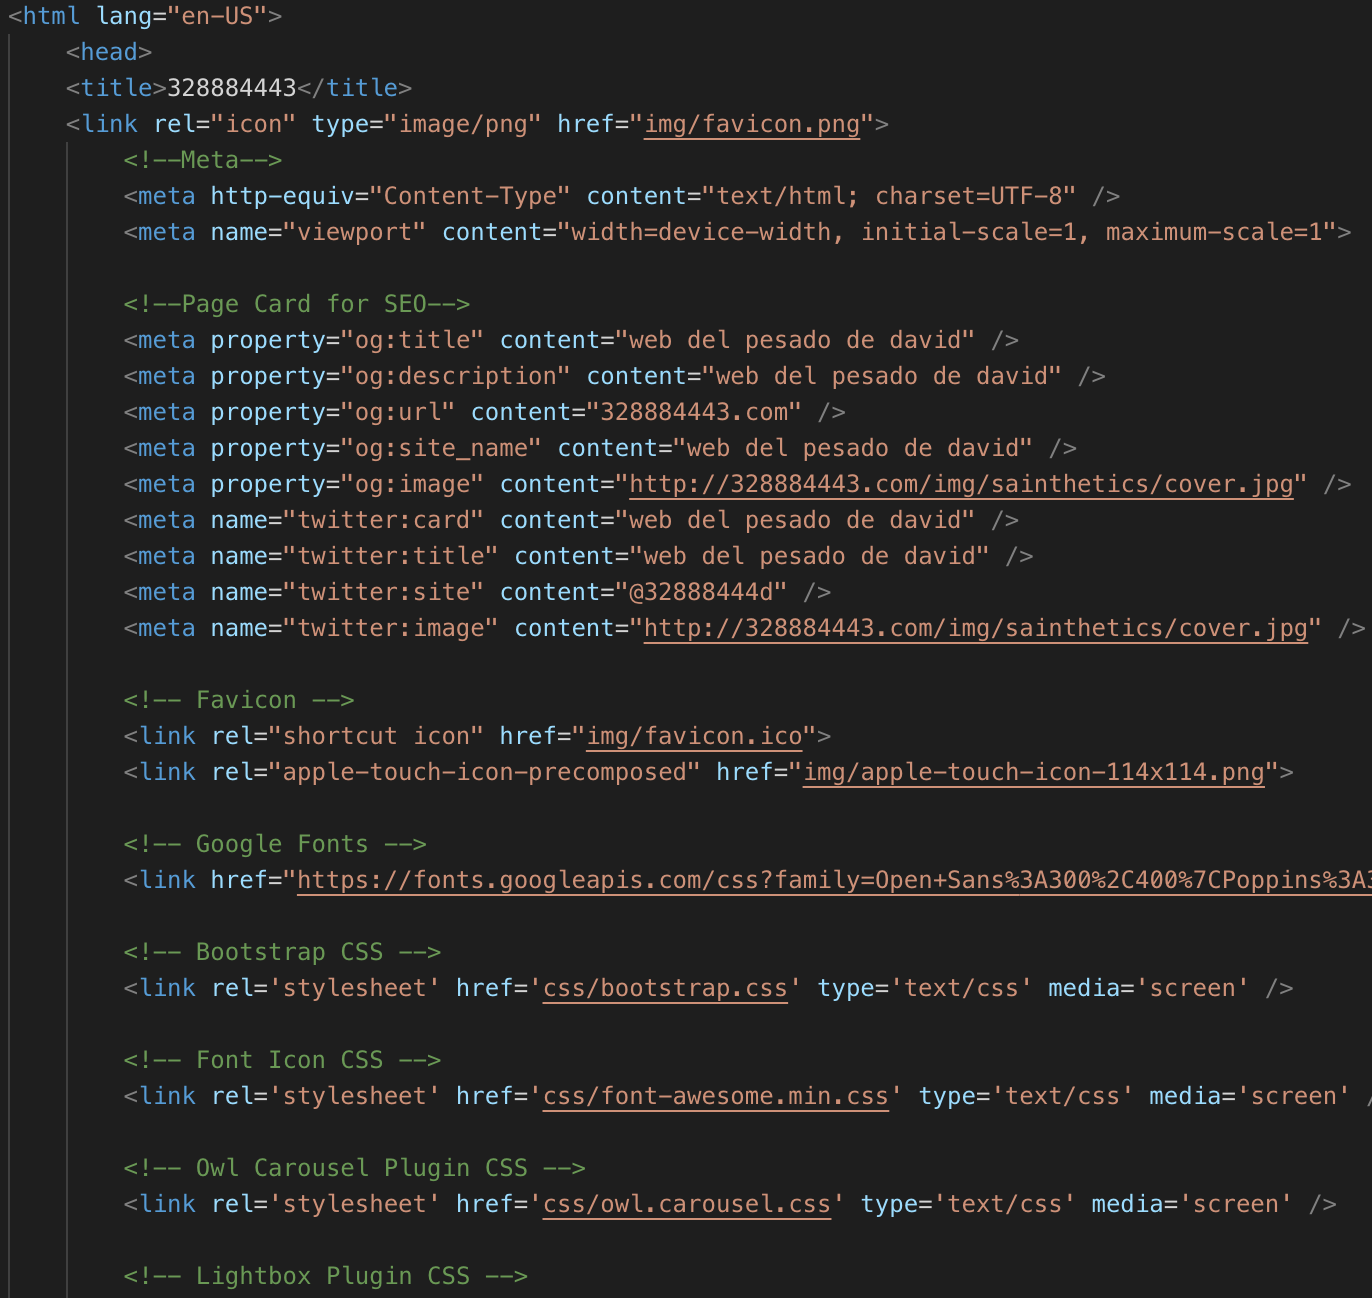 <html lang="en-US">
<head>
<title>328884443</title>
<link rel="icon" type="image/png" href="img/favicon.png">
<!--Meta-->
<meta http-equiv="Content-Type" content="text/html; charset=UTF-8" />
<meta name="viewport" content="width=device-width, initial-scale=1, maximum-scale=1">
<!--Page Card for SEO-->
<meta property="og:title" content="web del pesado de david" />
<meta property="og:description" content="web del pesado de david" />
<meta property="og:url" content="328884443.com" />
<meta property="og:site_name" content="web del pesado de david" />
<meta property="og:image" content="http://328884443.com/img/sainthetics/cover.jpg" />
<meta name="twitter:card" content="web del pesado de david" />
<meta name="twitter:title" content="web del pesado de david" />
<meta name="twitter:site" content="@32888444d" />
<meta name="twitter:image" content="http://328884443.com/img/sainthetics/cover.jpg" />
<!-- Favicon -->
<link rel="shortcut icon" href="img/favicon.ico">
<link rel="apple-touch-icon-precomposed" href="img/apple-touch-icon-114x114.png">
<!-- Google Fonts -->
<link href="https://fonts.googleapis.com/css?family=Open+Sans%3A300%2C400%7CPoppins%3A3
<!-- Bootstrap CSS -->
<link rel='stylesheet' href='css/bootstrap.css' type='text/css' media='screen' />
<!-- Font Icon CSS -->
<link rel='stylesheet' href='css/font-awesome.min.css' type='text/css' media='screen' /
<!-- Owl Carousel Plugin CSS -->
<link rel='stylesheet' href='css/owl.carousel.css' type='text/css' media='screen' />
<!-- Lightbox Plugin CSS -->